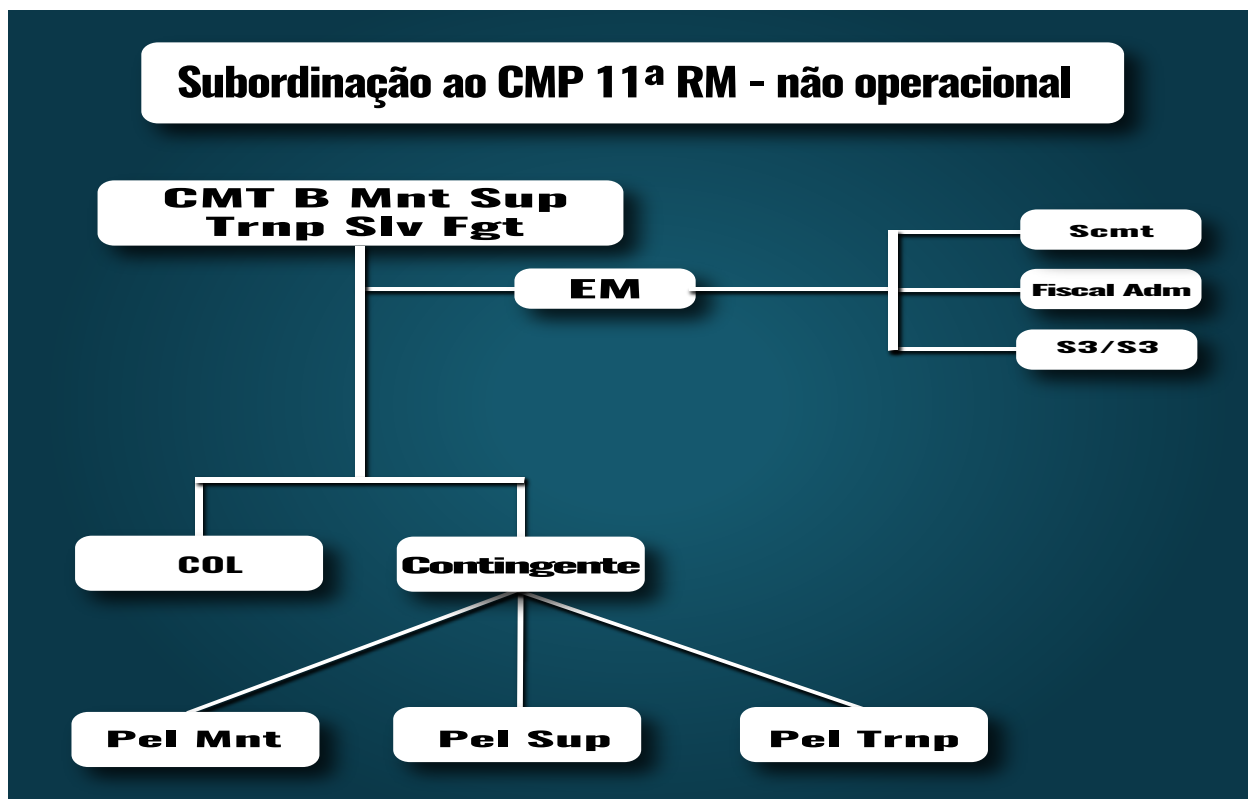 Subordinação ao CMP 11ª RM - não operacional
CMT B Mnt Sup
Trnp Slv Fgt
EM
Scmt
Fiscal Adm
S3/S3
COL
Contingente
Pel Mnt
Pel Sup
Pel Trnp